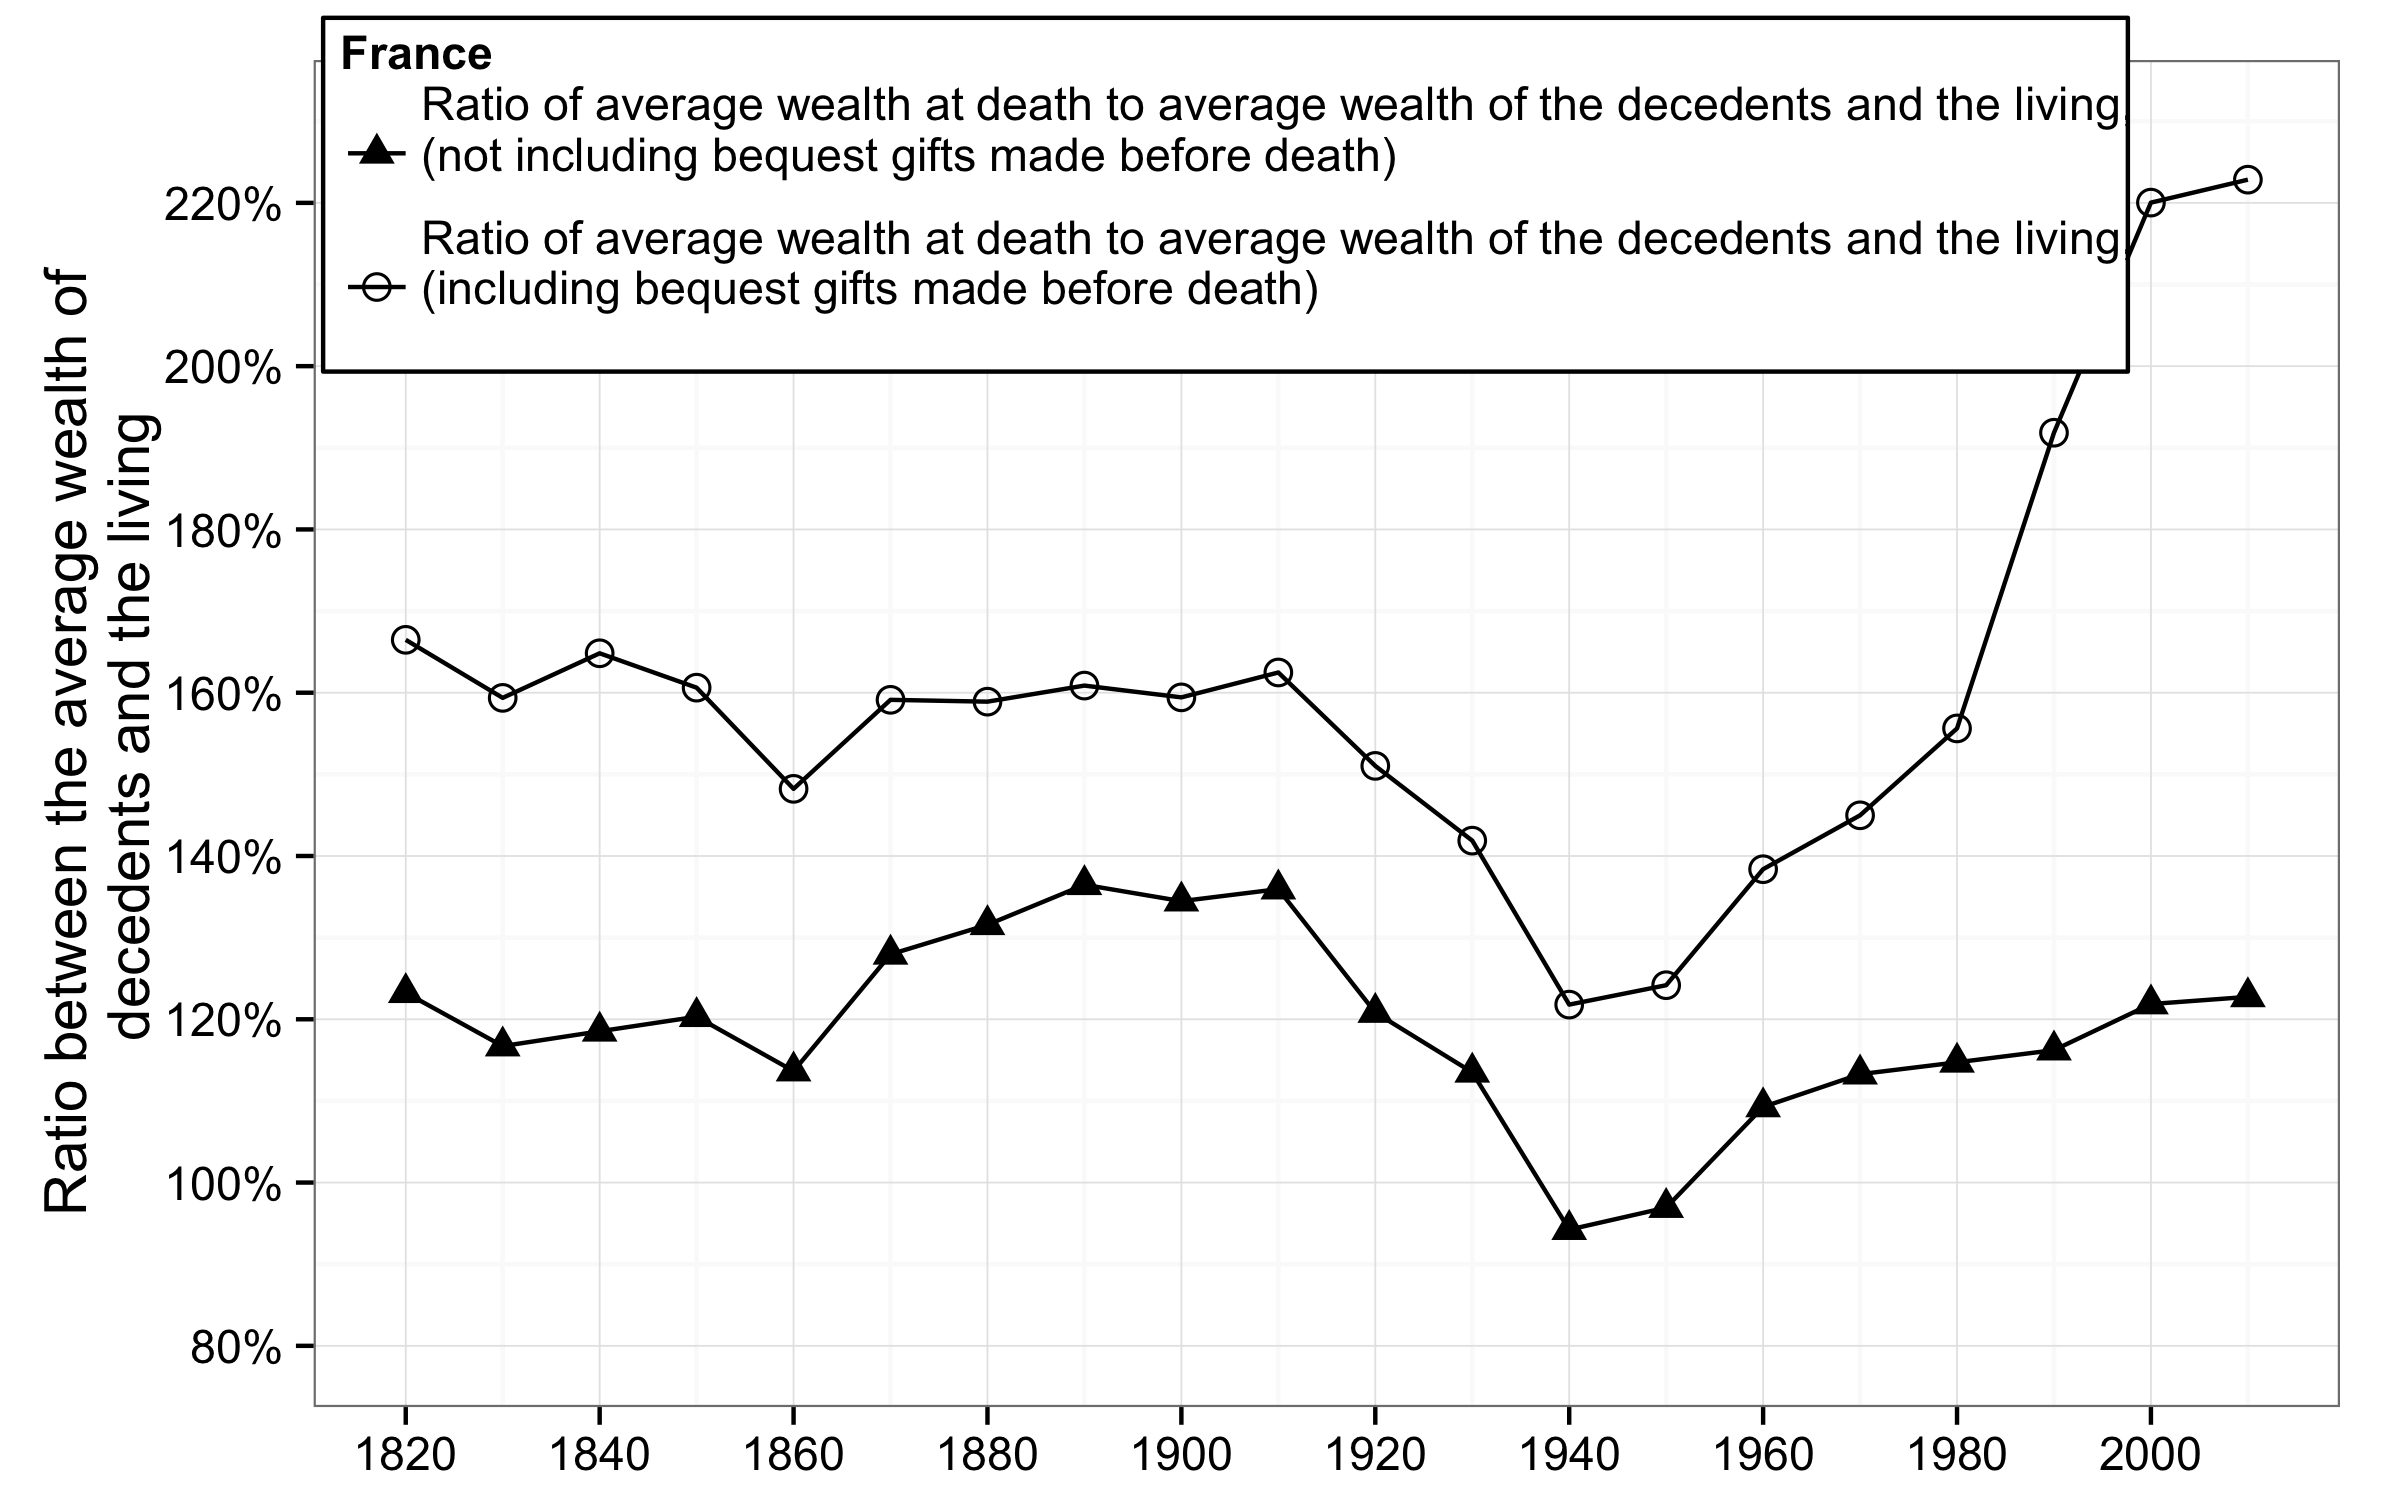 France
Ratio of average wealth at death to average wealth of the decedents and the living,
(not including bequest gifts made before death)
Ratio of average wealth at death to average wealth of the decedents and the living,
(including bequest gifts made before death)
Ratio between the average wealth of
decedents and the living
220%
200%
180%
160%
140%
120%
100%
80%
1820 1840 1860 1880 1900 1920 1940 1960 1980 2000